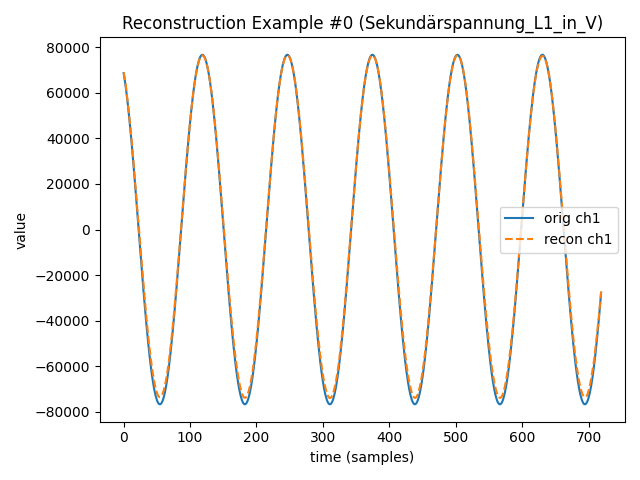 Reconstruction Example #0 (Sekundärspannung_L1_in_V)
80000
60000
40000
20000
0
−20000
−40000
−60000
−80000
value
orig ch1
recon ch1
0 100 200 300 400 500 600 700
time (samples)